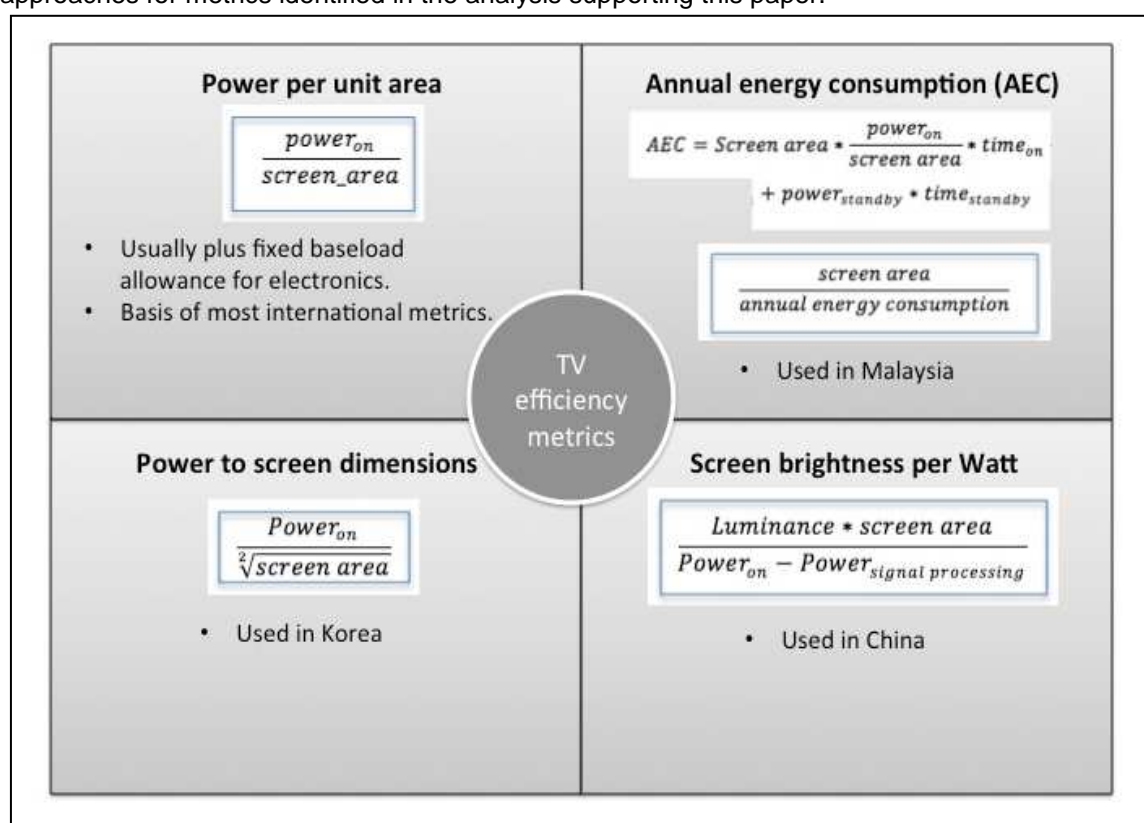 approaches for metrics identified in the analysis supporting this paper.
Power per unit area
power_on
screen_area
• Usually plus fixed baseload
allowance for electronics.
• Basis of most international metrics.
Annual energy consumption (AEC)
AEC = Screen area * power_on / screen area * time_on
+ power_standby * time_standby
screen area
annual energy consumption
• Used in Malaysia
TV
efficiency
metrics
Power to screen dimensions
Power_on
²√screen area
• Used in Korea
Screen brightness per Watt
Luminance * screen area
Power_on − Power_signal processing
• Used in China